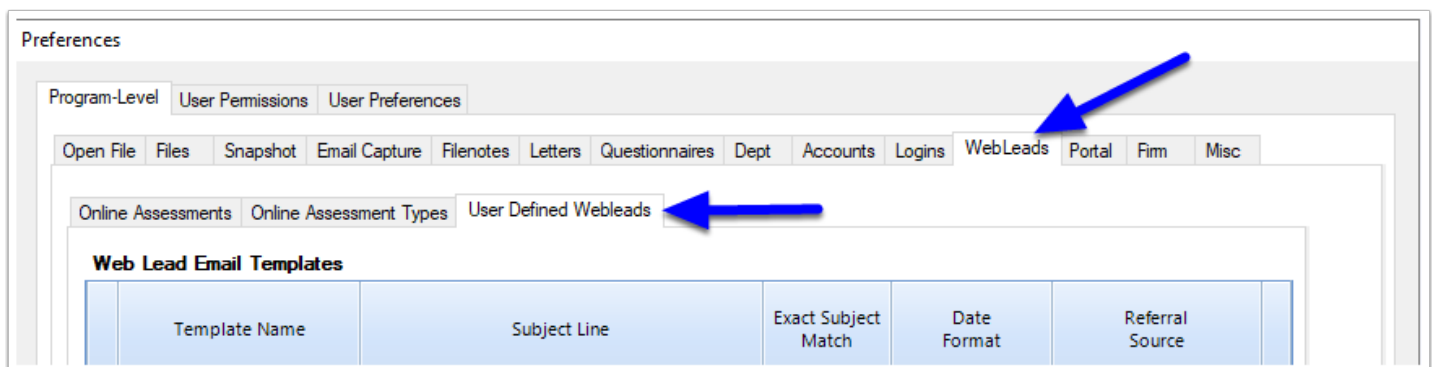 Preferences
Program-Level User Permissions User Preferences
Open File Files Snapshot Email Capture Filenotes Letters Questionnaires Dept Accounts Logins WebLeads Portal Firm Misc
Online Assessments Online Assessment Types User Defined Webleads
Web Lead Email Templates
Template Name Subject Line Exact Subject Match Date Format Referral Source